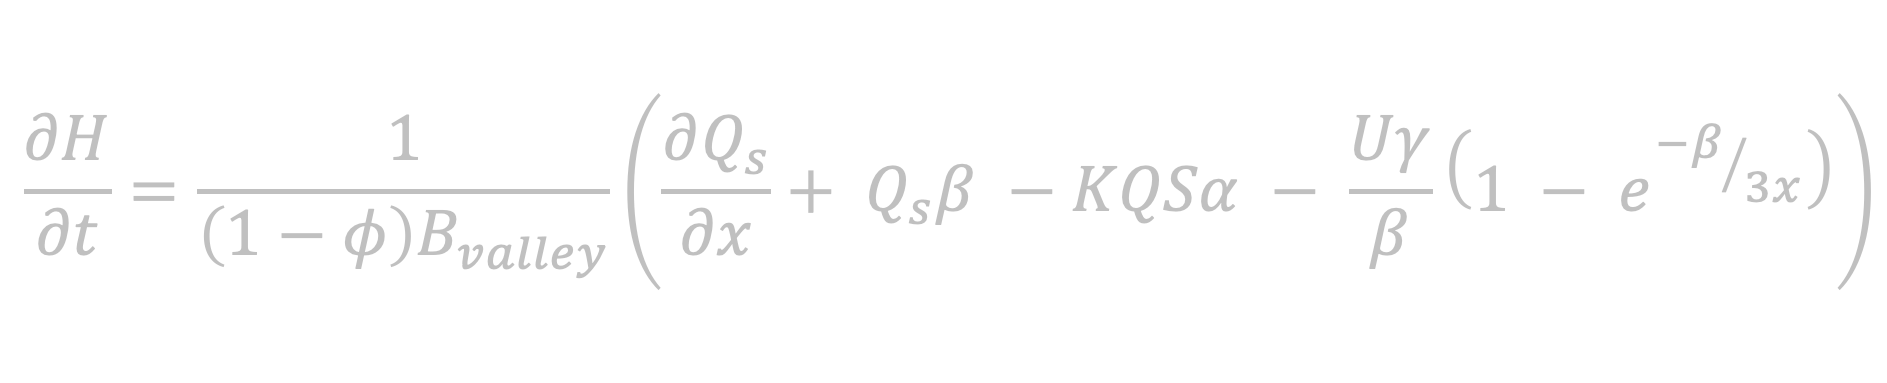 ∂H/∂t = 1/((1 − ϕ)B_valley) (∂Q_s/∂x + Q_sβ − KQSα − Uγ/β (1 − e^(−β/3x)))